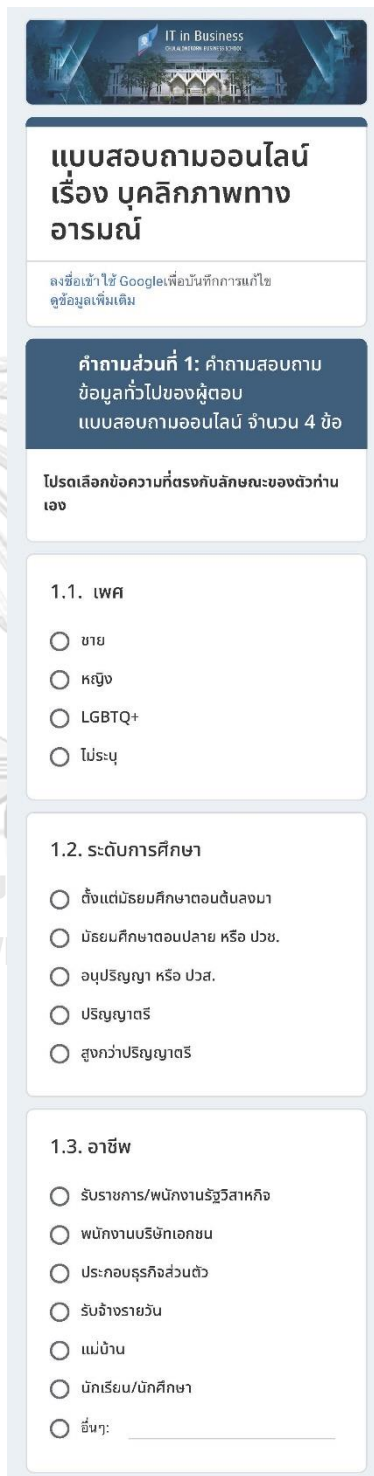 IT in Business
CHULALONGKORN BUSINESS SCHOOL
แบบสอบถามออนไลน์
เรื่อง บุคลิกภาพทาง
อารมณ์
ลงชื่อเข้าใช้ Googleเพื่อบันทึกการแก้ไข
ดูข้อมูลเพิ่มเติม
คำถามส่วนที่ 1: คำถามสอบถาม
ข้อมูลทั่วไปของผู้ตอบ
แบบสอบถามออนไลน์ จำนวน 4 ข้อ
โปรดเลือกข้อความที่ตรงกับลักษณะของตัวท่าน
เอง
1.1. เพศ
ชาย
หญิง
LGBTQ+
ไม่ระบุ
1.2. ระดับการศึกษา
ตั้งแต่มัธยมศึกษาตอนต้นลงมา
มัธยมศึกษาตอนปลาย หรือ ปวช.
อนุปริญญา หรือ ปวส.
ปริญญาตรี
สูงกว่าปริญญาตรี
1.3. อาชีพ
รับราชการ/พนักงานรัฐวิสาหกิจ
พนักงานบริษัทเอกชน
ประกอบธุรกิจส่วนตัว
รับจ้างรายวัน
แม่บ้าน
นักเรียน/นักศึกษา
อื่นๆ: